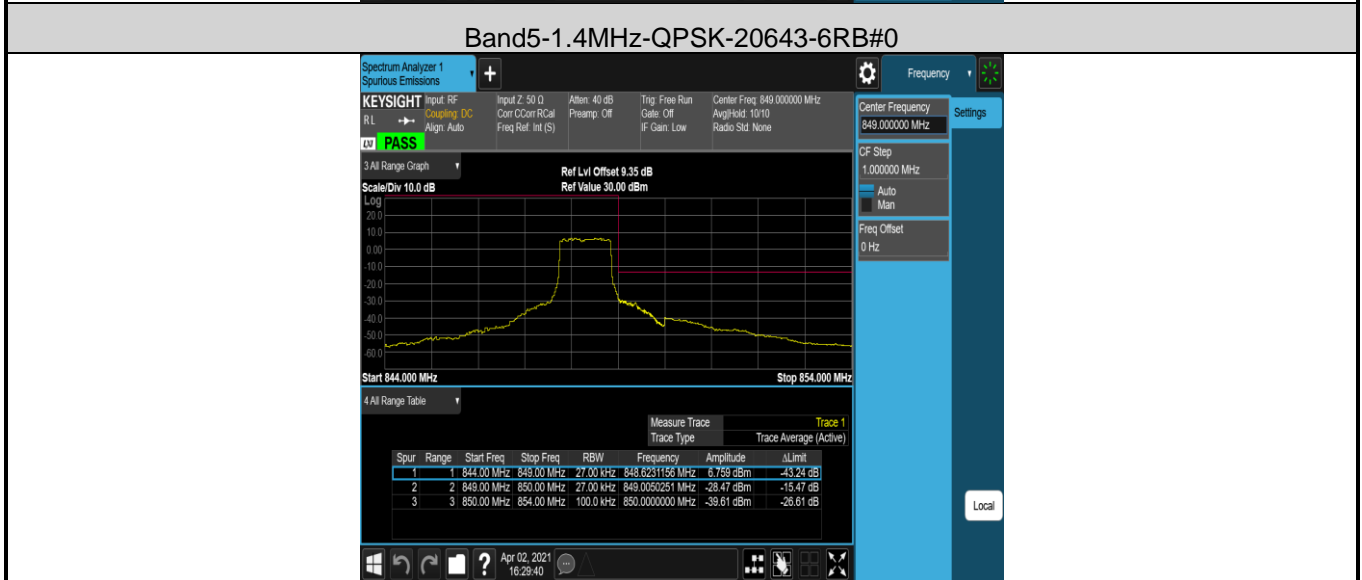 Band5-1.4MHz-QPSK-20643-6RB#0
Spectrum Analyzer 1
Spurious Emissions
+
Frequency
KEYSIGHT
RL
LXI
PASS
Input: RF
Coupling: DC
Align: Auto
Input Z: 50 Ω
Corr CCorr RCal
Freq Ref: Int (S)
Atten: 40 dB
Preamp: Off
Trig: Free Run
Gate: Off
IF Gain: Low
Center Freq: 849.000000 MHz
Avg|Hold: 10/10
Radio Std: None
Center Frequency
849.000000 MHz
Settings
CF Step
1.000000 MHz
Auto
Man
Freq Offset
0 Hz
3 All Range Graph
Ref Lvl Offset 9.35 dB
Scale/Div 10.0 dB
Ref Value 30.00 dBm
Log
20.0
10.0
0.00
-10.0
-20.0
-30.0
-40.0
-50.0
-60.0
Start 844.000 MHz
Stop 854.000 MHz
4 All Range Table
Measure Trace Trace 1
Trace Type Trace Average (Active)
Spur Range Start Freq Stop Freq RBW Frequency Amplitude ΔLimit
1 1 844.00 MHz 849.00 MHz 27.00 kHz 848.6231156 MHz 6.759 dBm -43.24 dB
2 2 849.00 MHz 850.00 MHz 27.00 kHz 849.0050251 MHz -28.47 dBm -15.47 dB
3 3 850.00 MHz 854.00 MHz 100.0 kHz 850.0000000 MHz -39.61 dBm -26.61 dB
Local
?
Apr 02, 2021
16:29:40